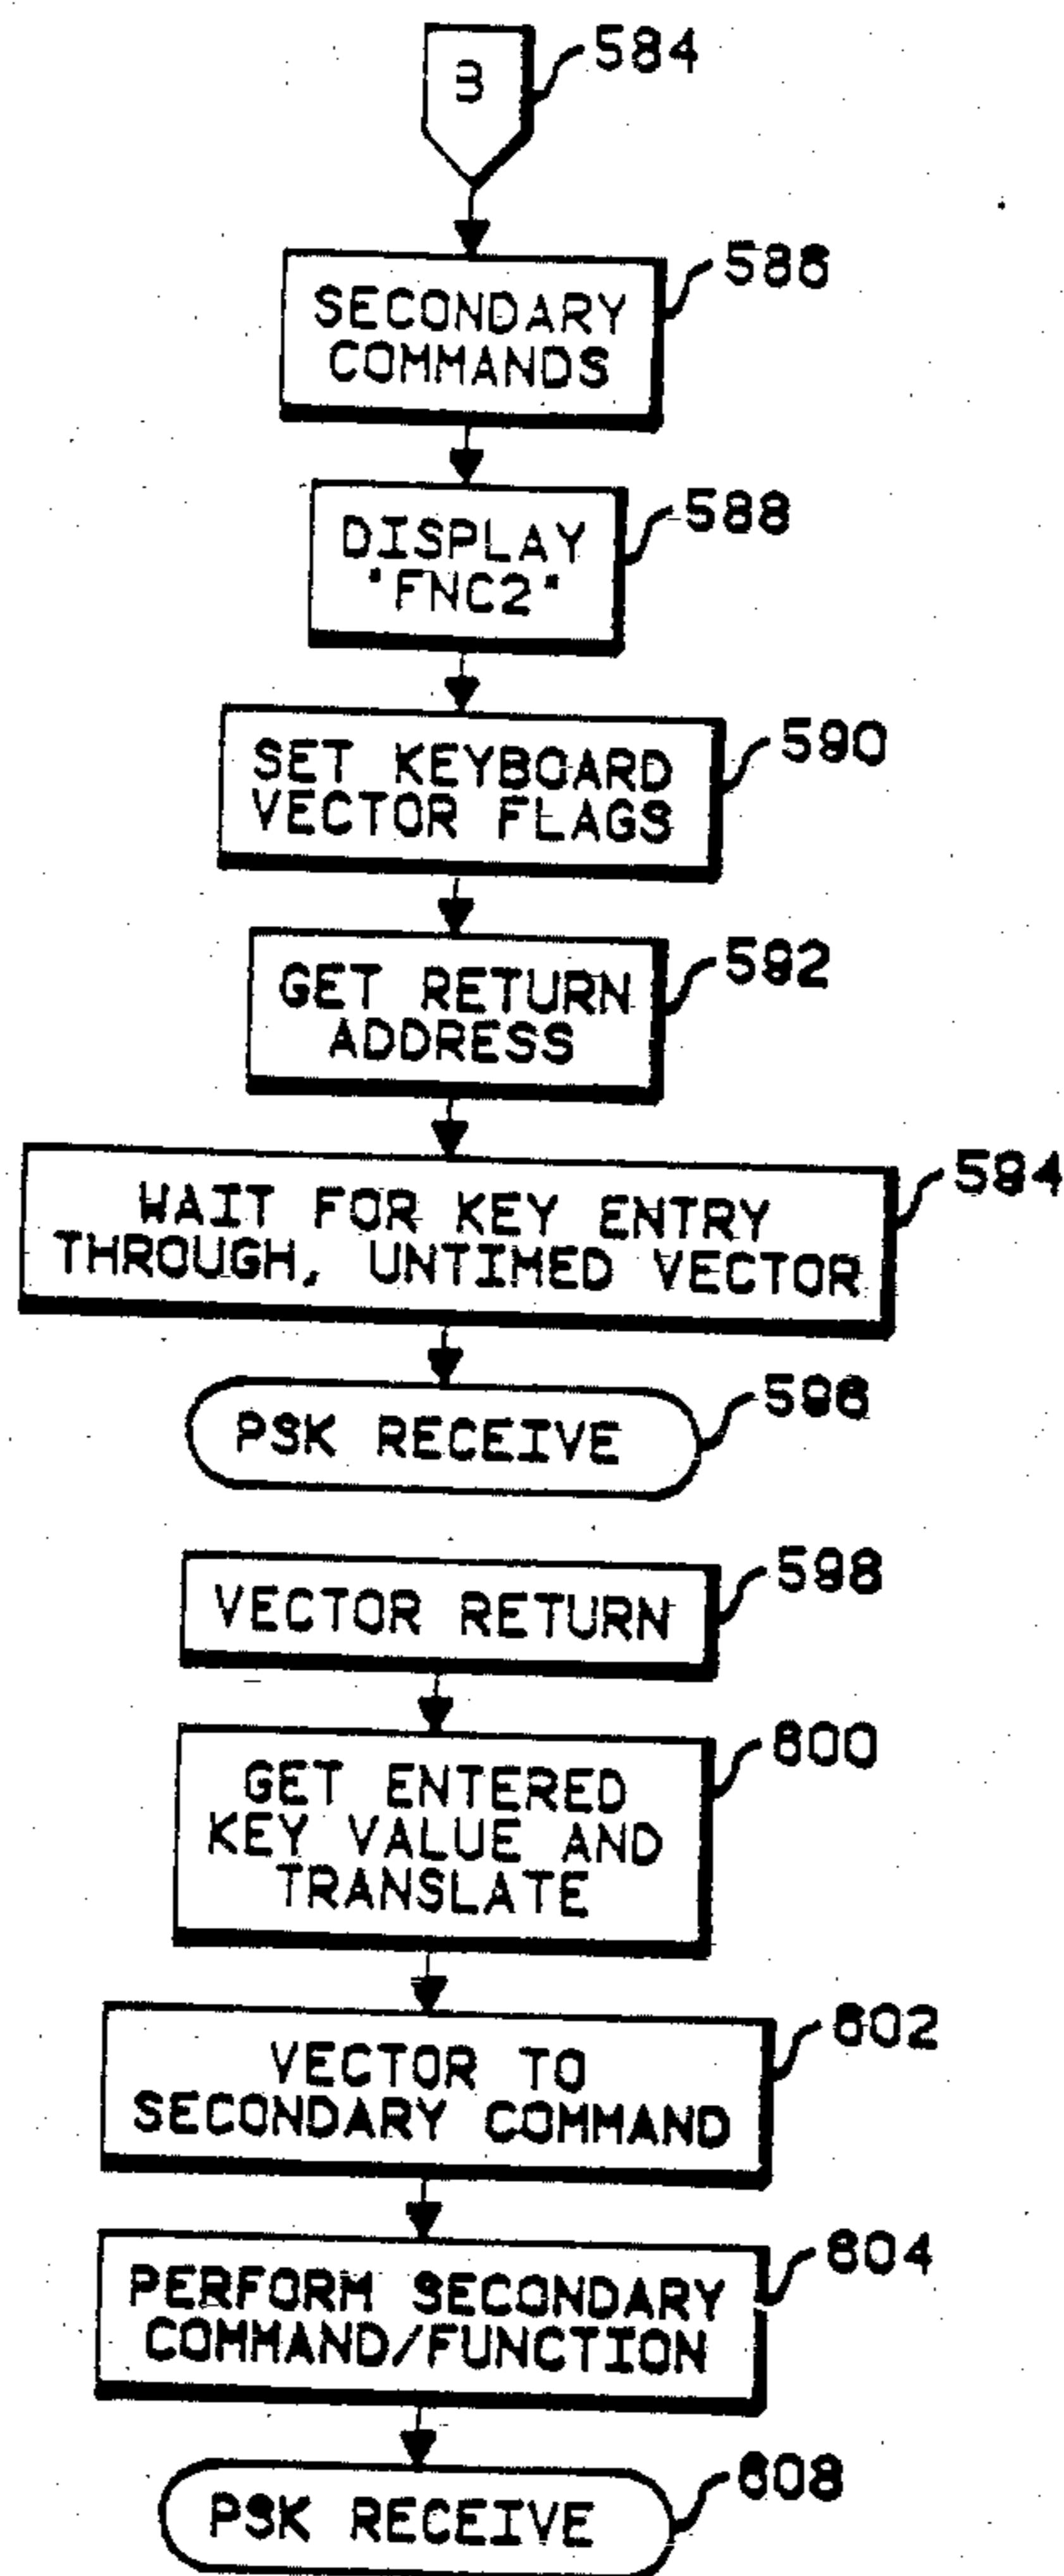 B
584
SECONDARY
586
COMMANDS
DISPLAY
588
"FNC2"
SET KEYBOARD
590
VECTOR FLAGS
GET RETURN
592
ADDRESS
WAIT FOR KEY ENTRY
594
THROUGH, UNTIMED VECTOR
PSK RECEIVE
596
VECTOR RETURN
598
GET ENTERED
600
KEY VALUE AND
TRANSLATE
VECTOR TO
602
SECONDARY COMMAND
PERFORM SECONDARY
604
COMMAND/FUNCTION
PSK RECEIVE
608